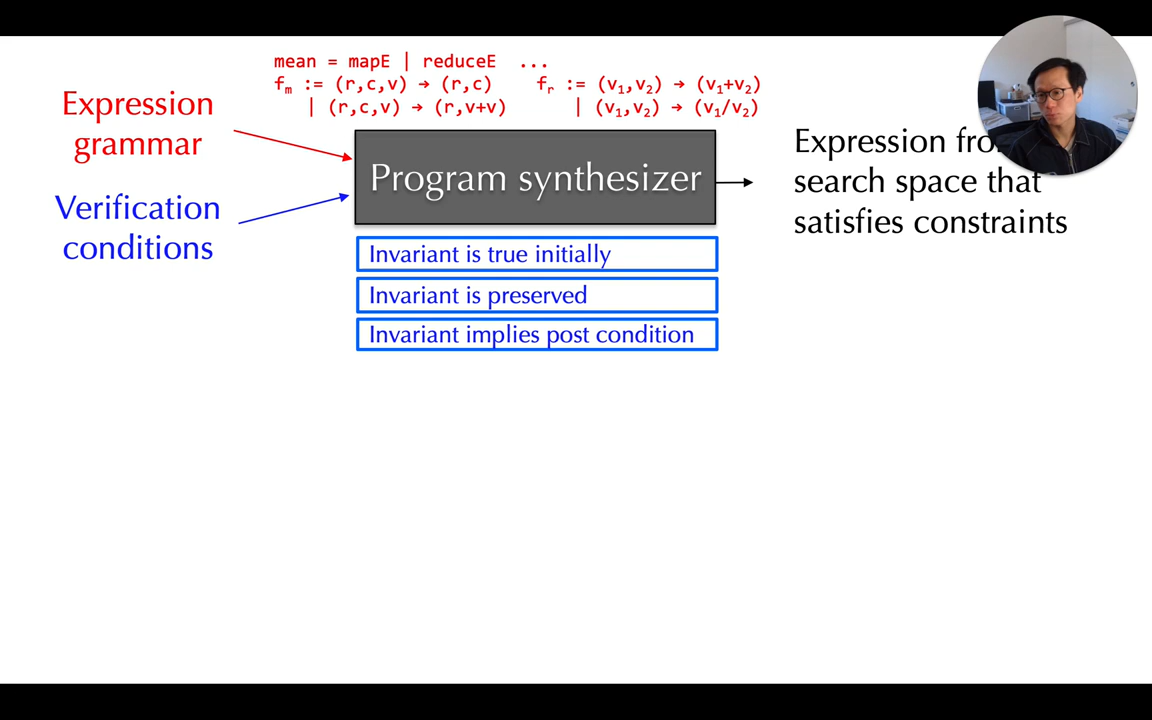 mean = mapE | reduceE ...
fₘ := (r,c,v) → (r,c) fᵣ := (v₁,v₂) → (v₁+v₂)
| (r,c,v) → (r,v+v) | (v₁,v₂) → (v₁/v₂)
Expression
grammar
Verification
conditions
Program synthesizer
Invariant is true initially
Invariant is preserved
Invariant implies post condition
Expression
search space that
satisfies constraints